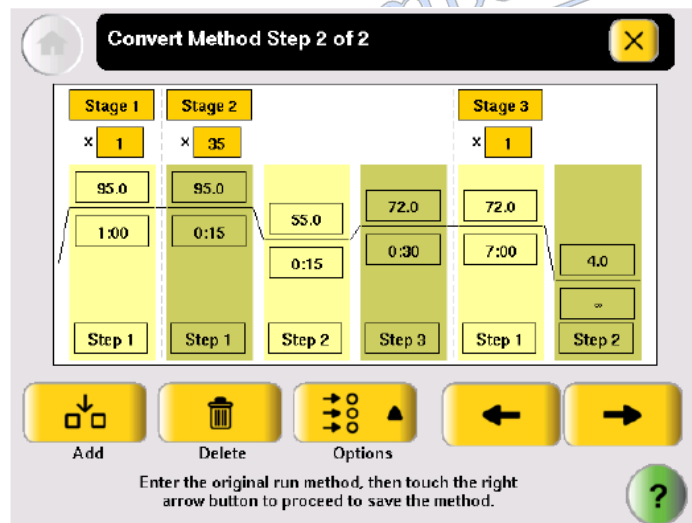 Convert Method Step 2 of 2
Stage 1 Stage 2 Stage 3
x 1 x 35 x 1
95.0 95.0 55.0 72.0 72.0 4.0
1:00 0:15 0:15 0:30 7:00 ∞
Step 1 Step 1 Step 2 Step 3 Step 1 Step 2
Add Delete Options
Enter the original run method, then touch the right
arrow button to proceed to save the method.
?